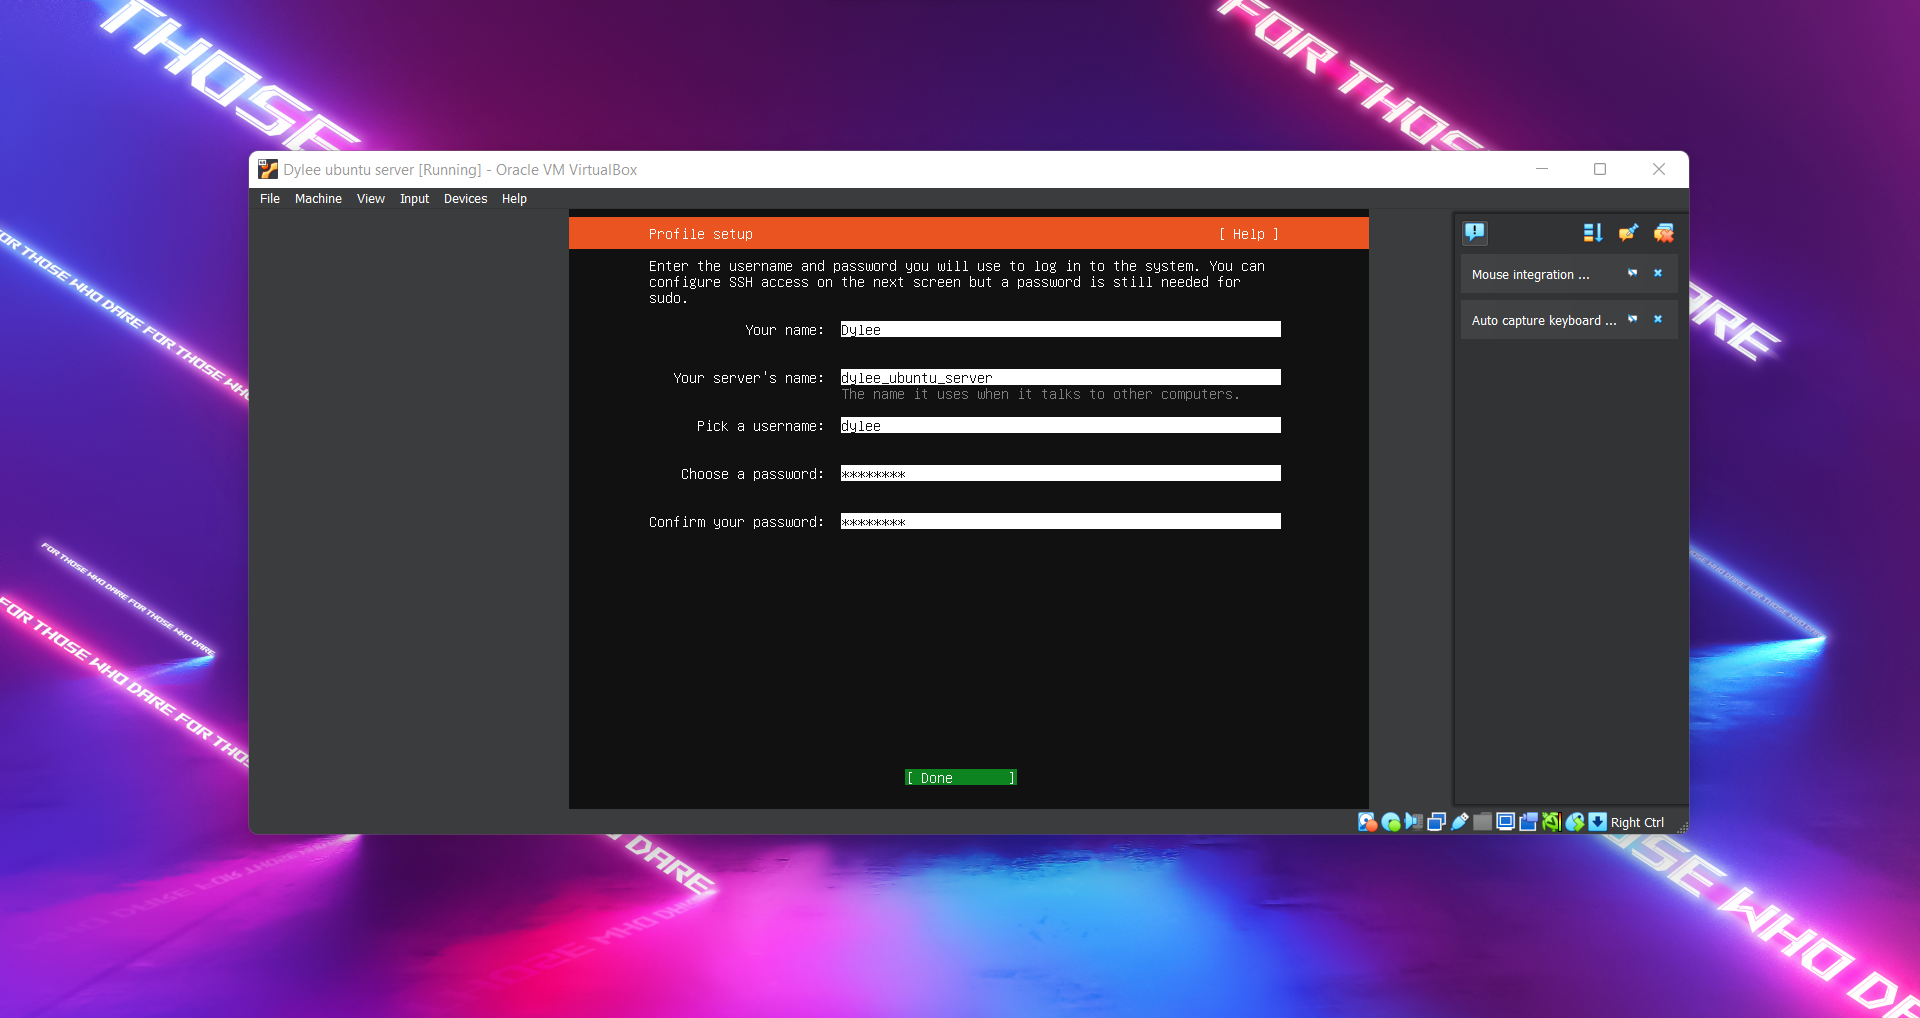 THOSE
FOR THOSE
Dylee ubuntu server [Running] - Oracle VM VirtualBox
File Machine View Input Devices Help
Profile setup [ Help ]
Enter the username and password you will use to log in to the system. You can
configure SSH access on the next screen but a password is still needed for
sudo.
Your name: Dylee
Your server's name: dylee_ubuntu_server
The name it uses when it talks to other computers.
Pick a username: dylee
Choose a password: ********
Confirm your password: ********
[ Done ]
Mouse integration ...
Auto capture keyboard ...
Right Ctrl
FOR THOSE WHO DARE FOR THOSE WHO
DARE
FOR THOSE WHO DARE FOR THOSE WHO DARE
FOR THOSE WHO DARE FOR THOSE
DARE
OSE WHO DARE